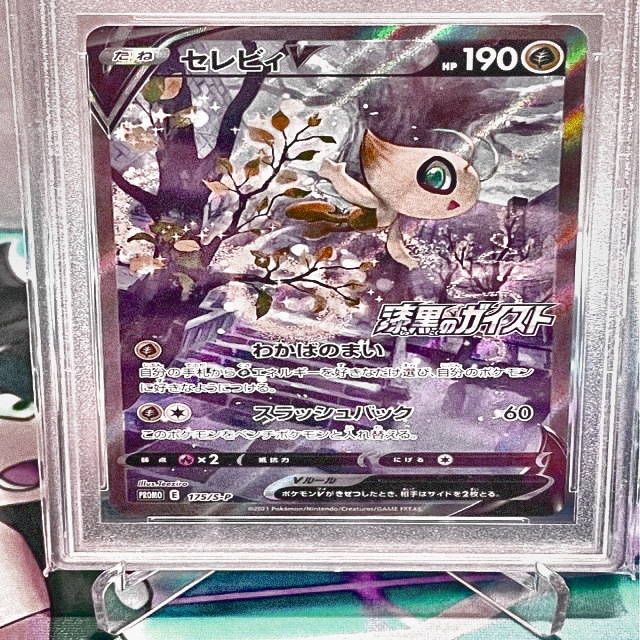 たね セレビィV HP 190
漆黒のガイスト
わかばのまい
自分の手札からエネルギーを好きなだけ選び、自分のポケモン
に好きなようにつける。
スラッシュバック 60
このポケモンをベンチポケモンと入れ替える。
弱点 ×2 抵抗力 にげる
Illus. Teeziro
Vルール
ポケモンVがきぜつしたとき、相手はサイドを2枚とる。
PROMO E 175/S-P
©2021 Pokémon/Nintendo/Creatures/GAME FREAK.